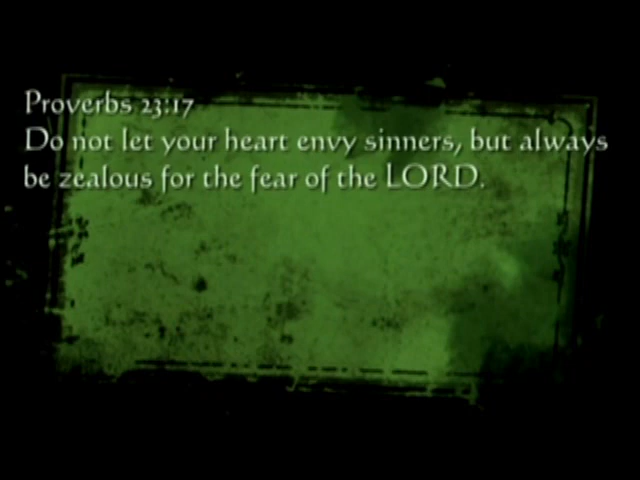 Proverbs 23:17
Do not let your heart envy sinners, but always
be zealous for the fear of the LORD.